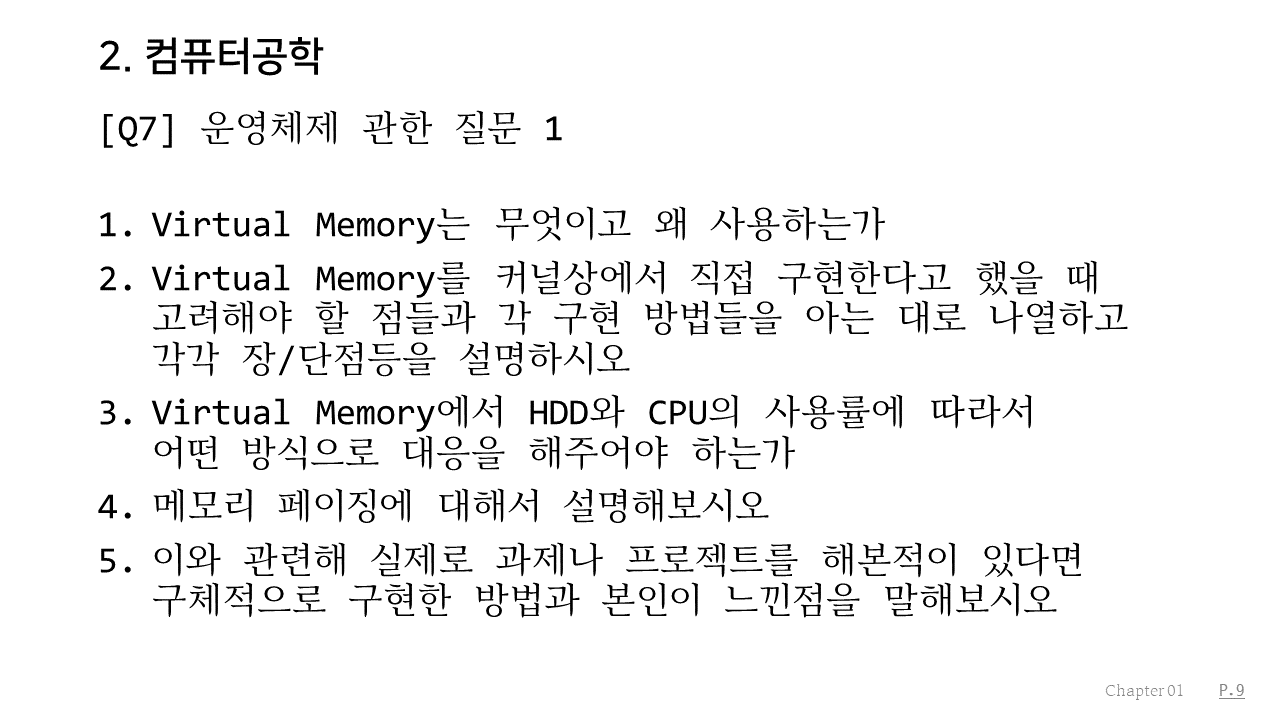 2. 컴퓨터공학
[Q7] 운영체제 관한 질문 1
1. Virtual Memory는 무엇이고 왜 사용하는가
2. Virtual Memory를 커널상에서 직접 구현한다고 했을 때
고려해야 할 점들과 각 구현 방법들을 아는 대로 나열하고
각각 장/단점등을 설명하시오
3. Virtual Memory에서 HDD와 CPU의 사용률에 따라서
어떤 방식으로 대응을 해주어야 하는가
4. 메모리 페이징에 대해서 설명해보시오
5. 이와 관련해 실제로 과제나 프로젝트를 해본적이 있다면
구체적으로 구현한 방법과 본인이 느낀점을 말해보시오
Chapter 01 P.9